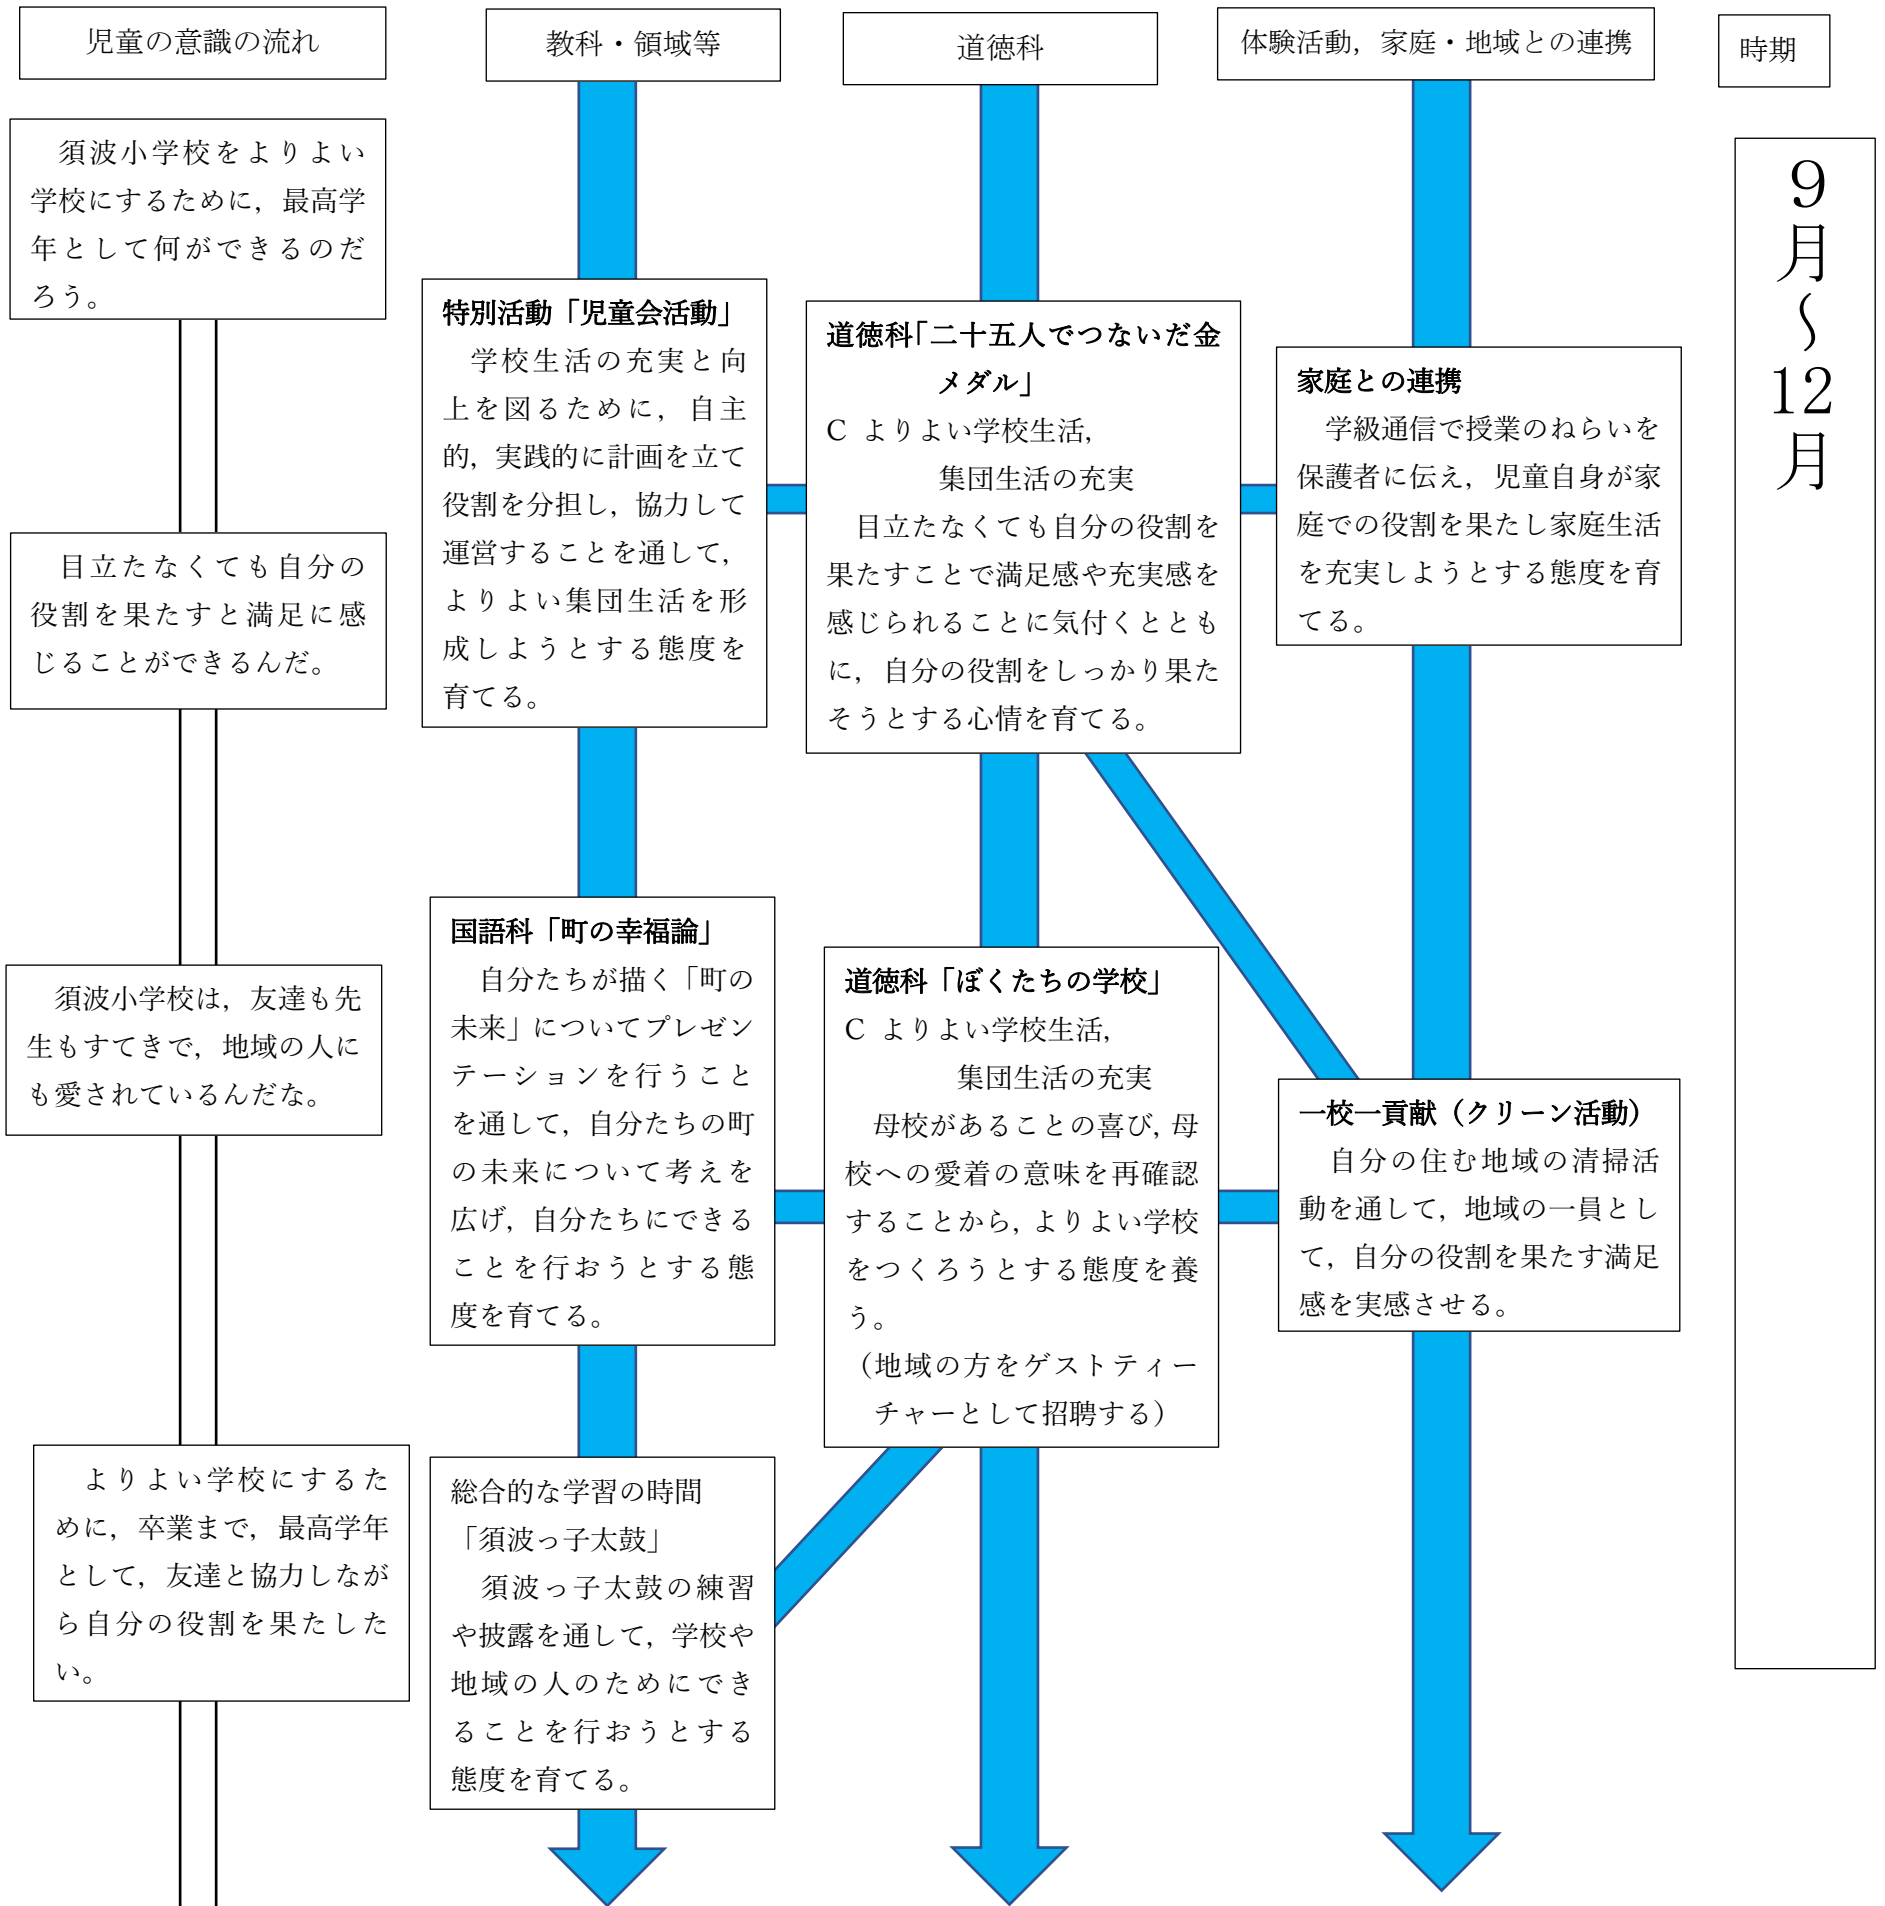 児童の意識の流れ
教科・領域等
道徳科
体験活動，家庭・地域との連携
時期
須波小学校をよりよい
学校にするために，最高学
年として何ができるのだ
ろう。
目立たなくても自分の
役割を果たすと満足に感
じることができるんだ。
須波小学校は，友達も先
生もすてきで，地域の人に
も愛されているんだな。
よりよい学校にするた
めに，卒業まで，最高学年
として，友達と協力しなが
ら自分の役割を果たした
い。
特別活動「児童会活動」
学校生活の充実と向
上を図るために，自主
的，実践的に計画を立て
役割を分担し，協力して
運営することを通して，
よりよい集団生活を形
成しようとする態度を
育てる。
国語科「町の幸福論」
自分たちが描く「町の
未来」についてプレゼン
テーションを行うこと
を通して，自分たちの町
の未来について考えを
広げ，自分たちにできる
ことを行おうとする態
度を育てる。
総合的な学習の時間
「須波っ子太鼓」
須波っ子太鼓の練習
や披露を通して，学校や
地域の人のためにでき
ることを行おうとする
態度を育てる。
道徳科「二十五人でつないだ金
メダル」
C よりよい学校生活，
集団生活の充実
目立たなくても自分の役割を
果たすことで満足感や充実感を
感じられることに気付くととも
に，自分の役割をしっかり果た
そうとする心情を育てる。
道徳科「ぼくたちの学校」
C よりよい学校生活，
集団生活の充実
母校があることの喜び，母
校への愛着の意味を再確認
することから，よりよい学校
をつくろうとする態度を養
う。
（地域の方をゲストティー
チャーとして招聘する）
家庭との連携
学級通信で授業のねらいを
保護者に伝え，児童自身が家
庭での役割を果たし家庭生活
を充実しようとする態度を育
てる。
一校一貢献（クリーン活動）
自分の住む地域の清掃活
動を通して，地域の一員とし
て，自分の役割を果たす満足
感を実感させる。
９月～12月